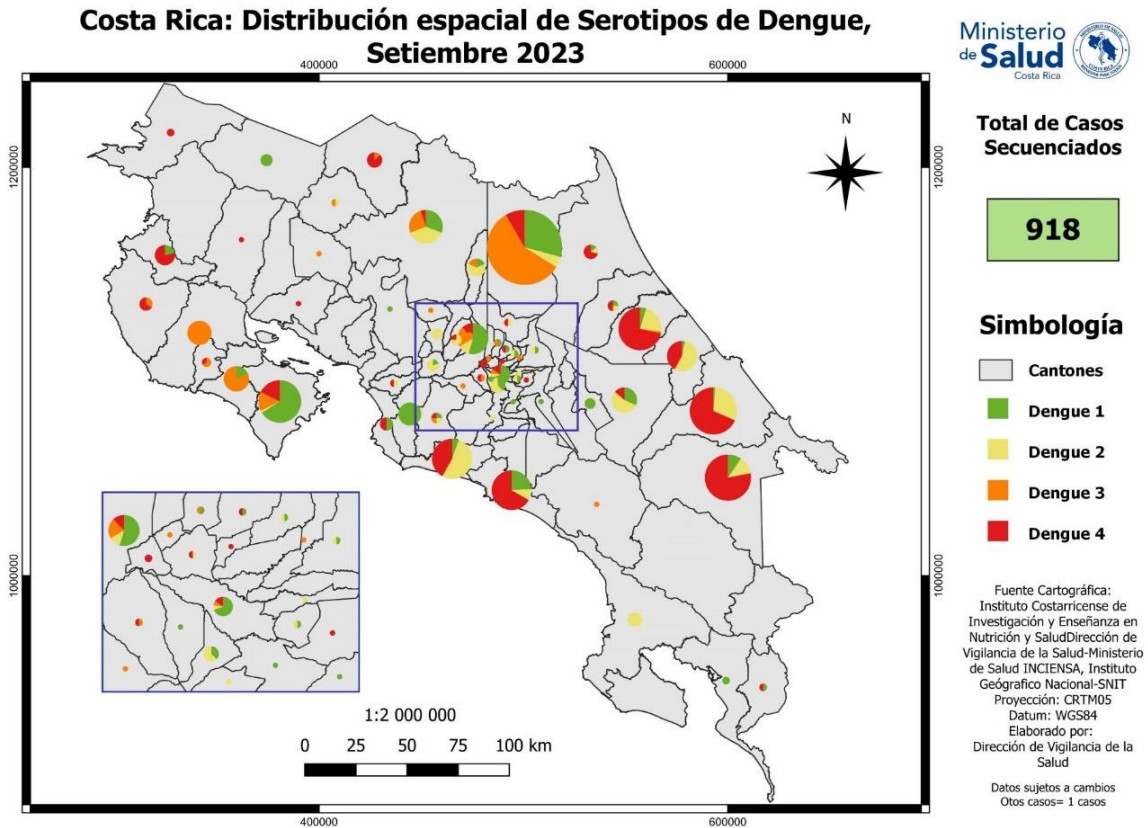 Costa Rica: Distribución espacial de Serotipos de Dengue,
Setiembre 2023
Ministerio
de Salud
Costa Rica
400000
600000
N
1200000
1200000
Total de Casos
Secuenciados
918
Simbología
Cantones
Dengue 1
Dengue 2
Dengue 3
Dengue 4
1000000
1000000
1:2 000 000
0 25 50 75 100 km
400000
600000
Fuente Cartográfica:
Instituto Costarricense de
Investigación y Enseñanza en
Nutrición y SaludDirección de
Vigilancia de la Salud-Ministerio
de Salud INCIENSA, Instituto
Geógrafico Nacional-SNIT
Proyección: CRTM05
Datum: WGS84
Elaborado por:
Dirección de Vigilancia de la
Salud
Datos sujetos a cambios
Otos casos= 1 casos